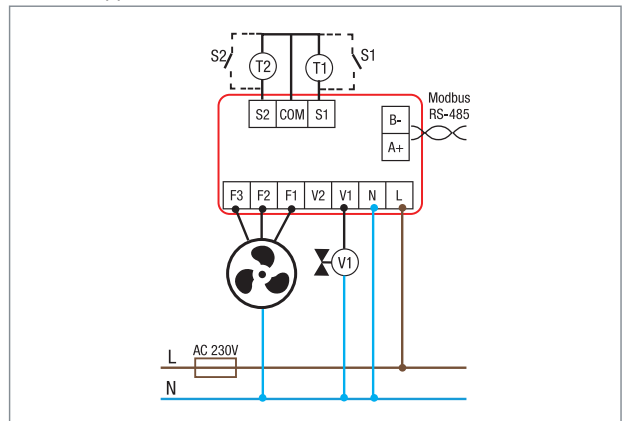 S2 T2 T1 S1
S2 COM S1
Modbus
RS-485
B-
A+
F3 F2 F1 V2 V1 N L
V1
L AC 230V
N